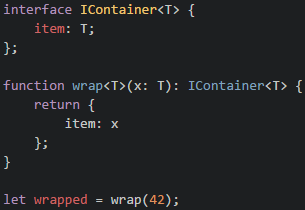 interface IContainer<T> {
    item: T;
};

function wrap<T>(x: T): IContainer<T> {
    return {
        item: x
    };
}

let wrapped = wrap(42);